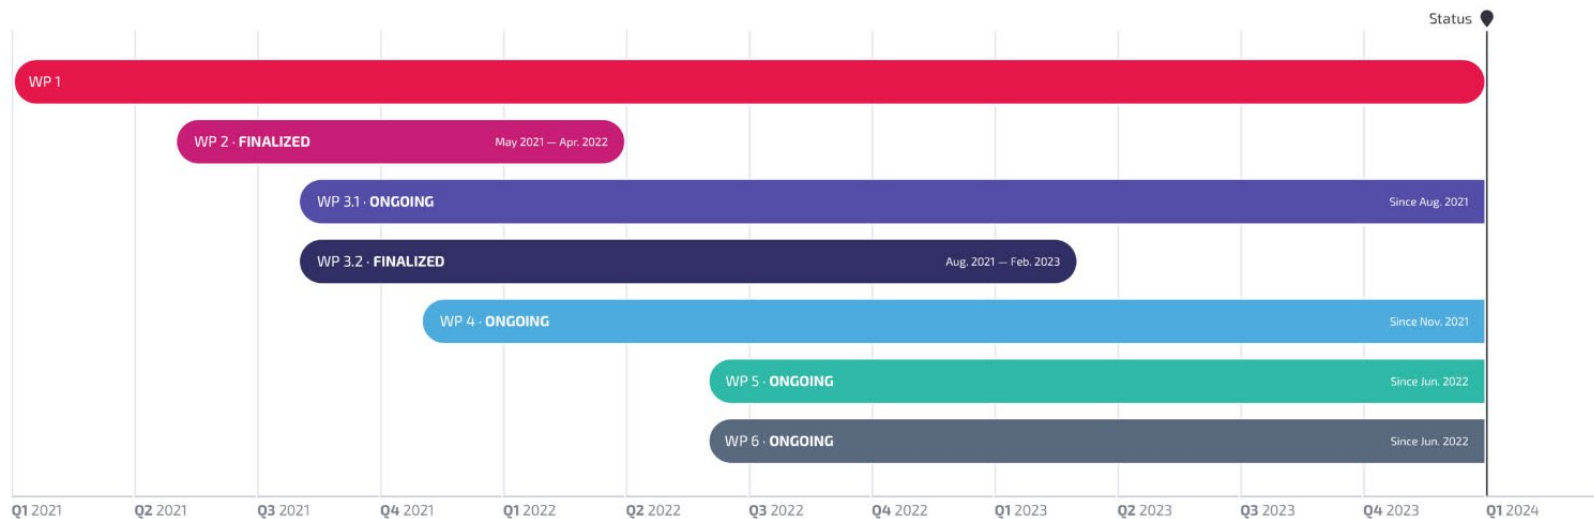 Status
WP 1
WP 2 · FINALIZED May 2021 — Apr. 2022
WP 3.1 · ONGOING Since Aug. 2021
WP 3.2 · FINALIZED Aug. 2021 — Feb. 2023
WP 4 · ONGOING Since Nov. 2021
WP 5 · ONGOING Since Jun. 2022
WP 6 · ONGOING Since Jun. 2022
Q1 2021 Q2 2021 Q3 2021 Q4 2021 Q1 2022 Q2 2022 Q3 2022 Q4 2022 Q1 2023 Q2 2023 Q3 2023 Q4 2023 Q1 2024